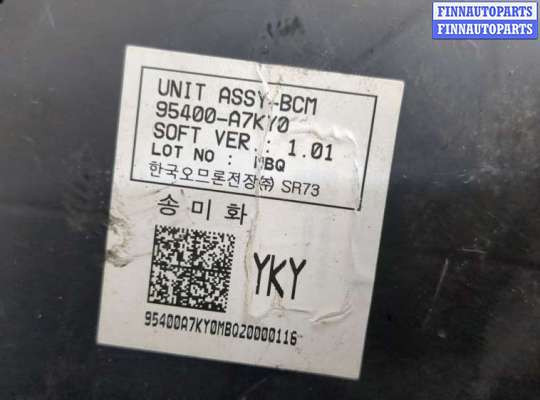 FINNAUTOPARTS
FINNAUTOPARTS
UNIT ASSY-BCM
95400-A7KY0
SOFT VER.: 1.01
LOT NO : MBQ
한국오므론전장㈜ SR73
송미화
YKY
95400A7KY0MBQ20000116